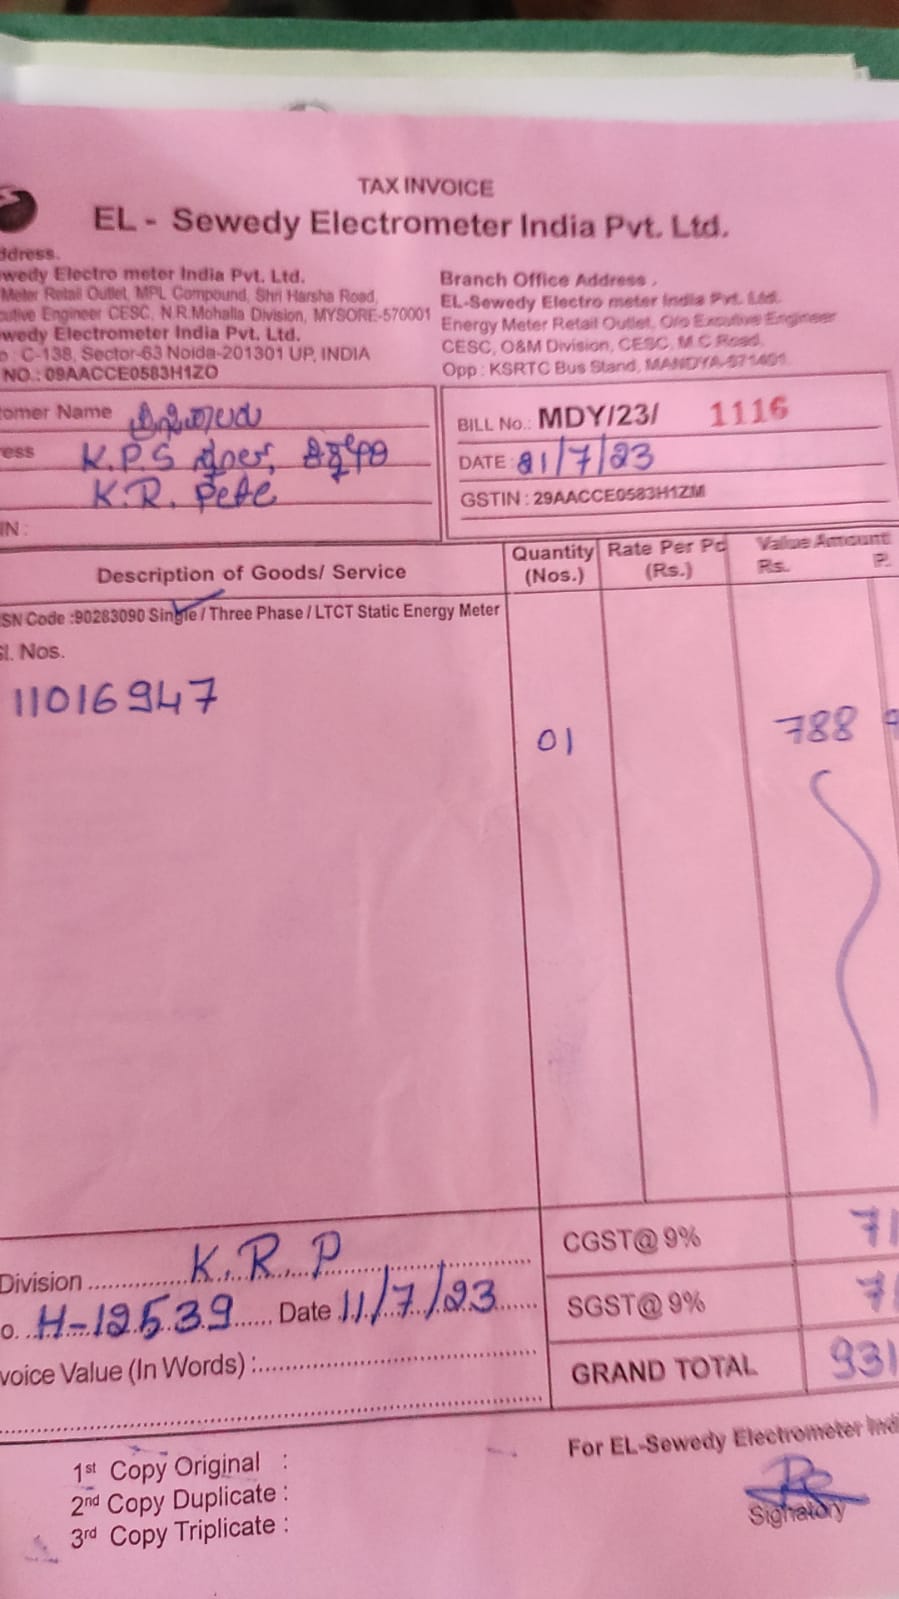 TAX INVOICE
EL - Sewedy Electrometer India Pvt. Ltd.
ddress.
wedy Electro meter India Pvt. Ltd.
Meter Retail Outlet, MPL Compound, Shri Harsha Road,
cutive Engineer CESC, N.R.Mohalla Division, MYSORE-570001
wedy Electrometer India Pvt. Ltd.
: C-138, Sector-63 Noida-201301 UP, INDIA
NO.: 09AACCE0583H1ZO
Branch Office Address .
EL-Sewedy Electro meter India Pvt. Ltd.
Energy Meter Retail Outlet, O/o Excutive Engineer
CESC, O&M Division, CESC, M C Road,
Opp : KSRTC Bus Stand, MANDYA-571401.
omer Name
ess K.P.S
K.R. Pete
IN :
BILL No.: MDY/23/ 1116
DATE : 21/7/23
GSTIN : 29AACCE0583H1ZM
Description of Goods/ Service
Quantity (Nos.)
Rate Per Pc (Rs.)
Value Amount
Rs. P.
SN Code :90283090 Single / Three Phase / LTCT Static Energy Meter
Sl. Nos.
11016947
01
788
CGST@ 9% 71
SGST@ 9% 71
GRAND TOTAL 931
Division K.R.P
o. H-12539 Date 11/7/23
voice Value (In Words) :
For EL-Sewedy Electrometer Indi
1st Copy Original :
2nd Copy Duplicate :
3rd Copy Triplicate :
Signatory